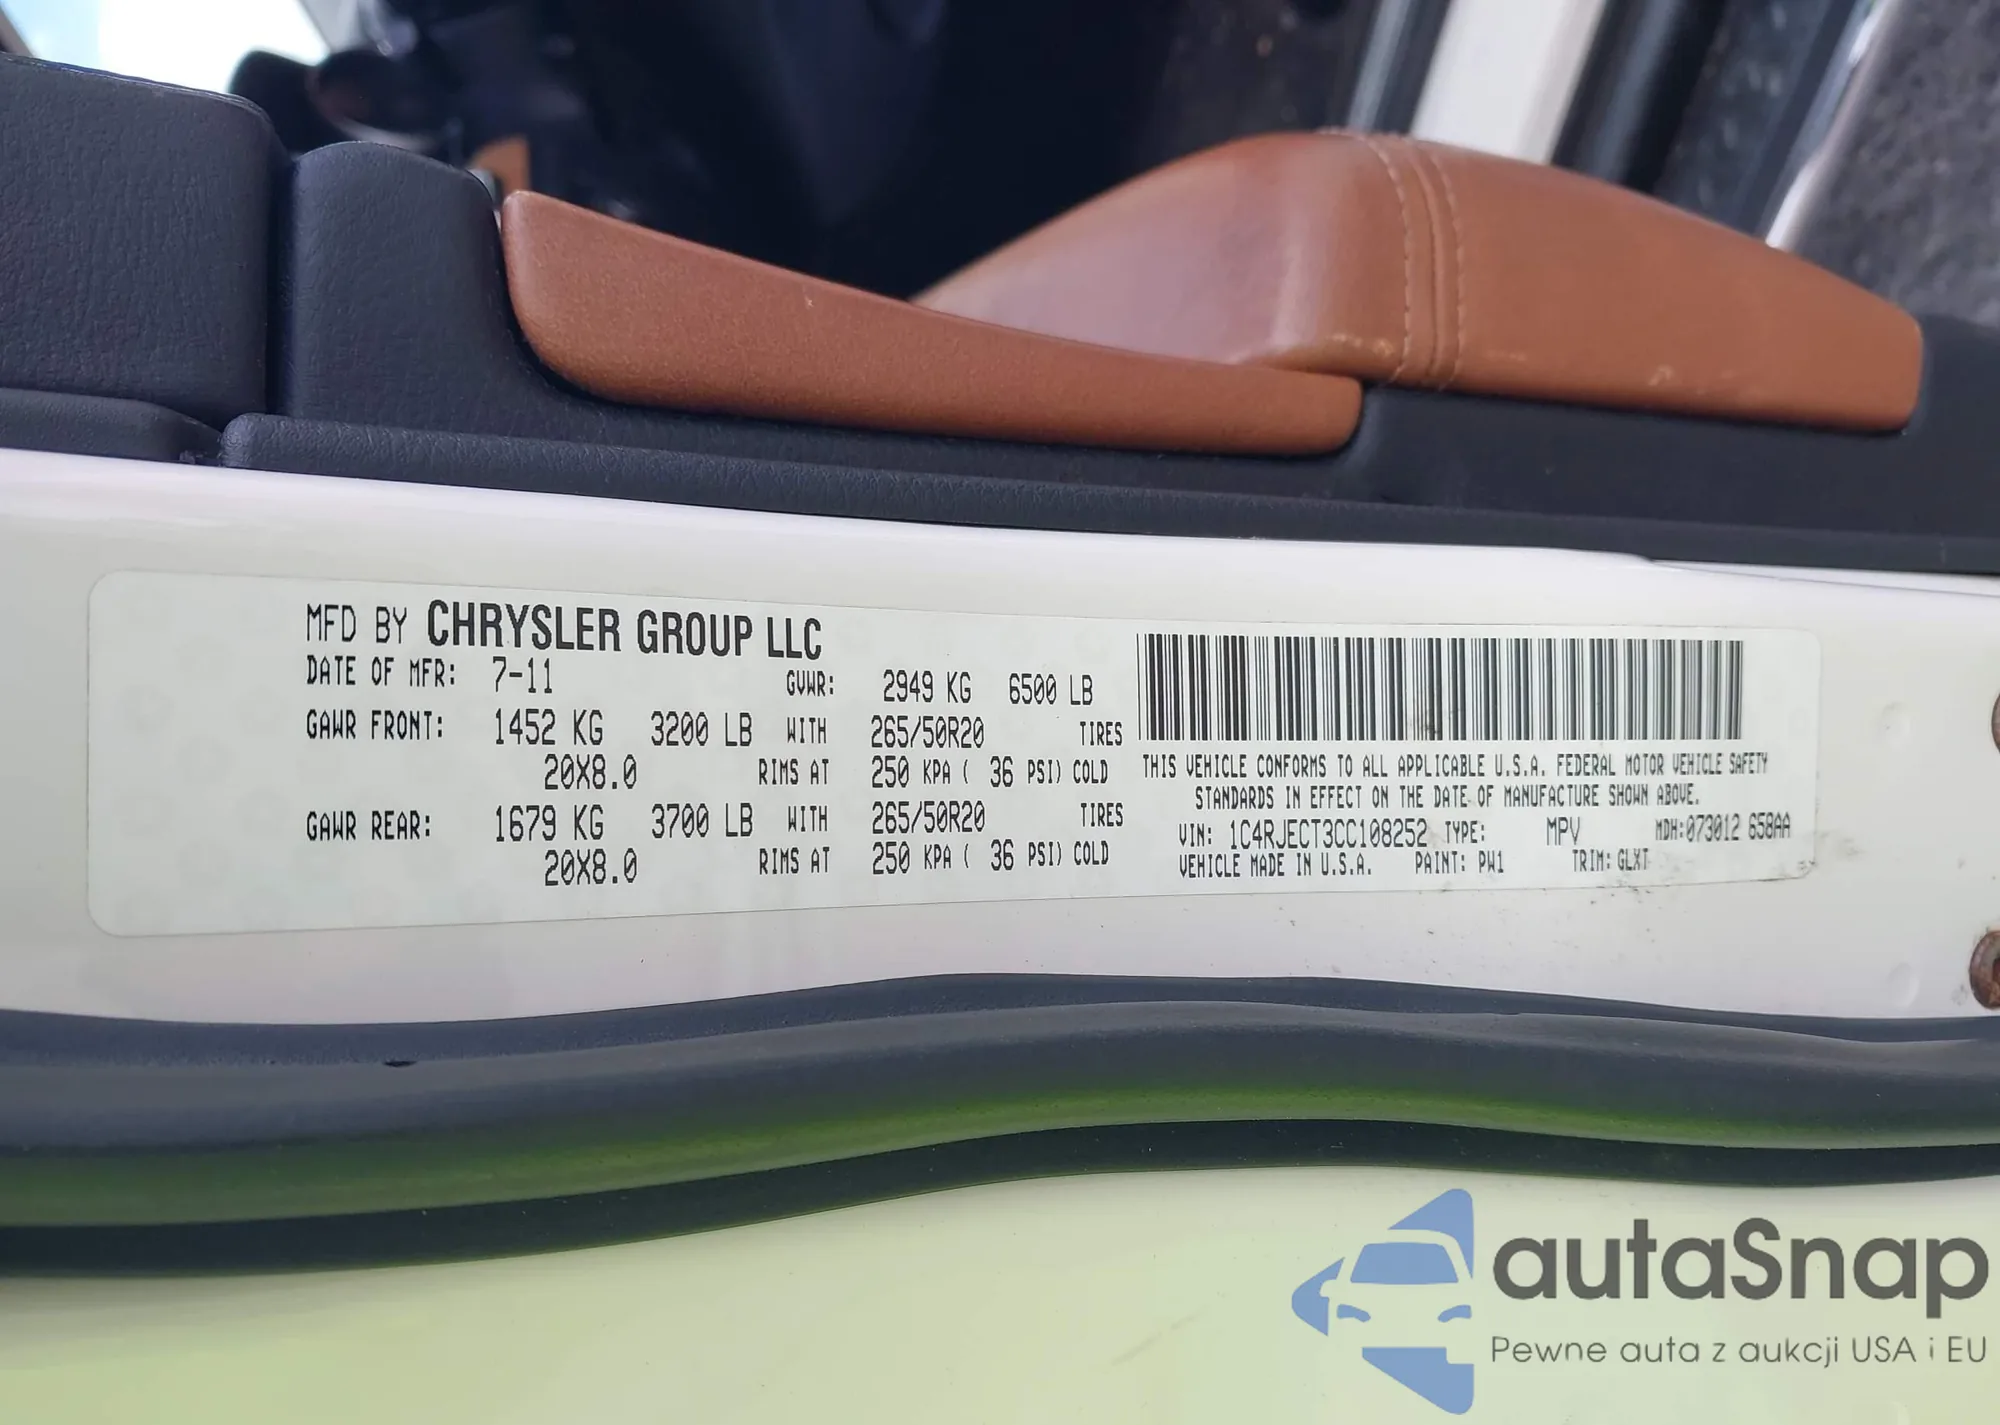 MFD BY CHRYSLER GROUP LLC
DATE OF MFR: 7-11 GVWR: 2949 KG 6500 LB
GAWR FRONT: 1452 KG 3200 LB WITH 265/50R20 TIRES
20X8.0 RIMS AT 250 KPA ( 36 PSI) COLD
GAWR REAR: 1679 KG 3700 LB WITH 265/50R20 TIRES
20X8.0 RIMS AT 250 KPA ( 36 PSI) COLD
THIS VEHICLE CONFORMS TO ALL APPLICABLE U.S.A. FEDERAL MOTOR VEHICLE SAFETY
STANDARDS IN EFFECT ON THE DATE OF MANUFACTURE SHOWN ABOVE.
VIN: 1C4RJECT3CC108252 TYPE: MPV MDH:073012 658AA
VEHICLE MADE IN U.S.A. PAINT: PW1 TRIM: GLXT
autaSnap
Pewne auta z aukcji USA i EU